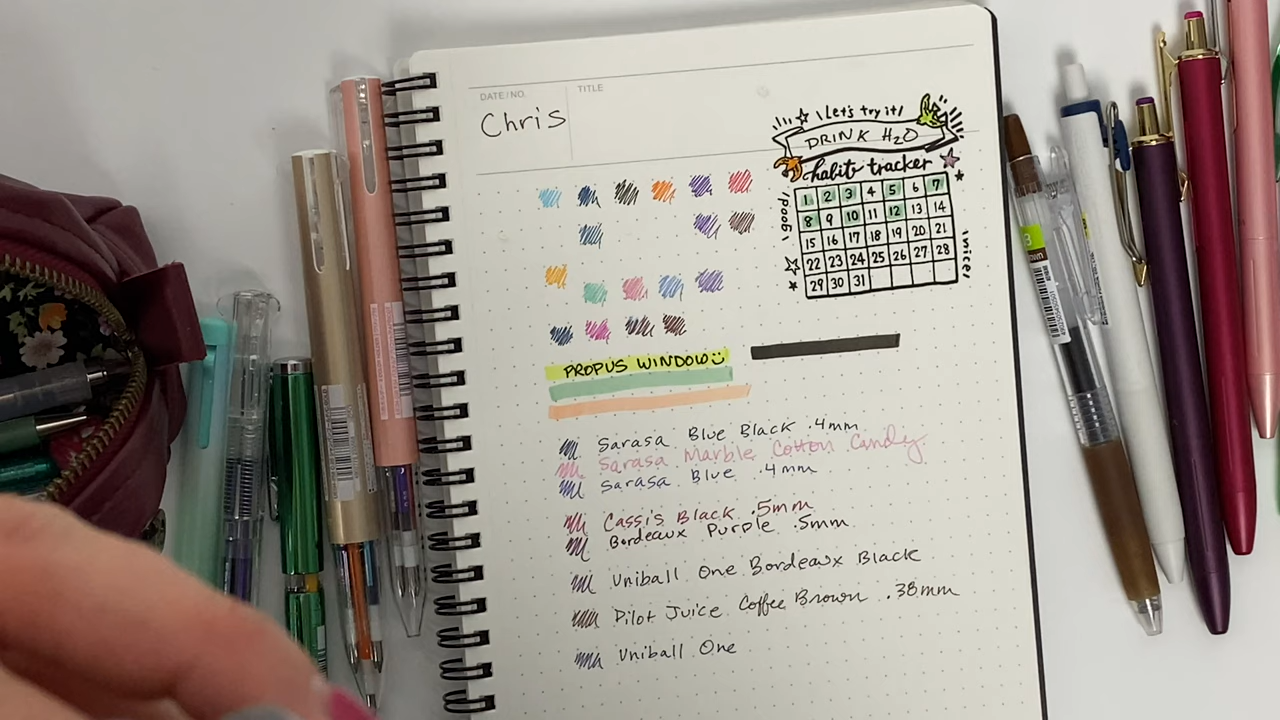 DATE/NO.
TITLE
Chris
Let's try it!
DRINK H2O
habit tracker
good
nice!
1 2 3 4 5 6 7
8 9 10 11 12 13 14
15 16 17 18 19 20 21
22 23 24 25 26 27 28
29 30 31
PROPUS WINDOW
Sarasa Blue Black .4mm
Sarasa Marble Cotton Candy
Sarasa Blue .4mm
Cassis Black .5mm
Bordeaux Purple .5mm
Uniball One Bordeaux Black
Pilot Juice Coffee Brown .38mm
Uniball One